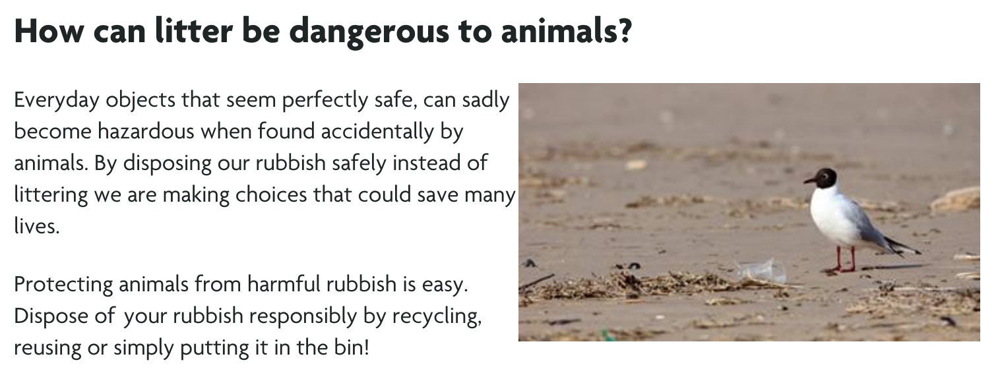 How can litter be dangerous to animals?
Everyday objects that seem perfectly safe, can sadly
become hazardous when found accidentally by
animals. By disposing our rubbish safely instead of
littering we are making choices that could save many
lives.
Protecting animals from harmful rubbish is easy.
Dispose of your rubbish responsibly by recycling,
reusing or simply putting it in the bin!